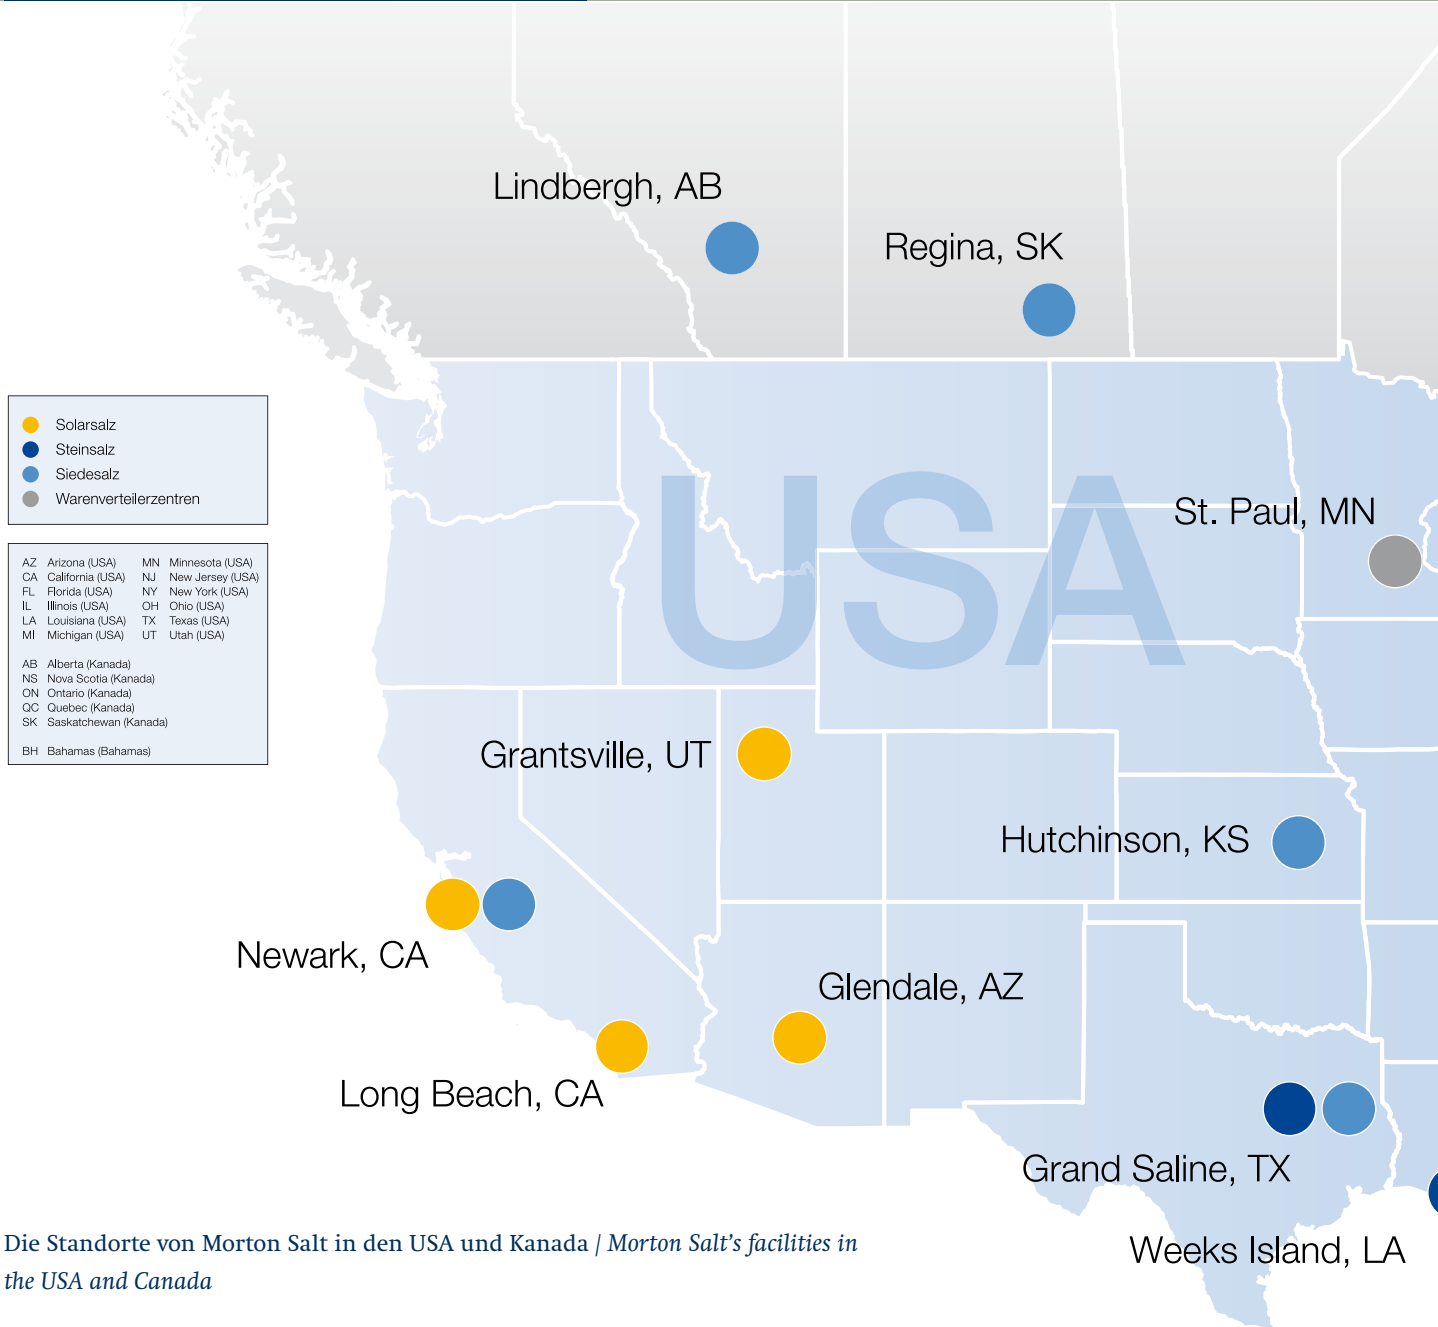 Lindbergh, AB
Regina, SK
Solarsalz
Steinsalz
Siedesalz
Warenverteilerzentren
USA
St. Paul, MN
AZ Arizona (USA) MN Minnesota (USA)
CA California (USA) NJ New Jersey (USA)
FL Florida (USA) NY New York (USA)
IL Illinois (USA) OH Ohio (USA)
LA Louisiana (USA) TX Texas (USA)
MI Michigan (USA) UT Utah (USA)
AB Alberta (Kanada)
NS Nova Scotia (Kanada)
ON Ontario (Kanada)
QC Quebec (Kanada)
SK Saskatchewan (Kanada)
BH Bahamas (Bahamas)
Grantsville, UT
Hutchinson, KS
Newark, CA
Glendale, AZ
Long Beach, CA
Grand Saline, TX
Weeks Island, LA
Die Standorte von Morton Salt in den USA und Kanada / Morton Salt's facilities in
the USA and Canada